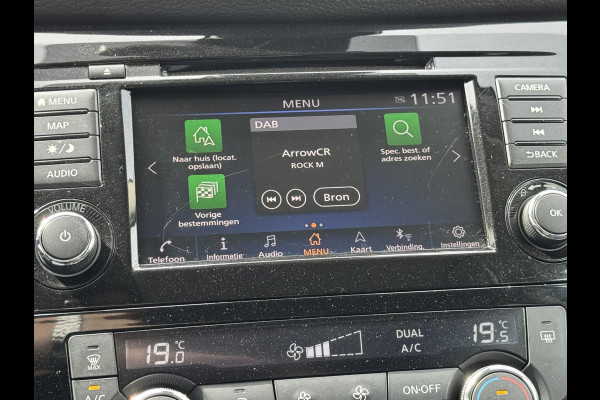 MENU
MAP
AUDIO
VOLUME
MENU
11:51
Naar huis (locat. opslaan)
Vorige bestemmingen
DAB
ArrowCR
ROCK M
Bron
Spec. best. of adres zoeken
Telefoon
Informatie
Audio
MENU
Kaart
Verbinding.
Instellingen
CAMERA
BACK
OK
MAX
19.0 °C
DUAL
A/C
19.5 °C
A/C
ON·OFF